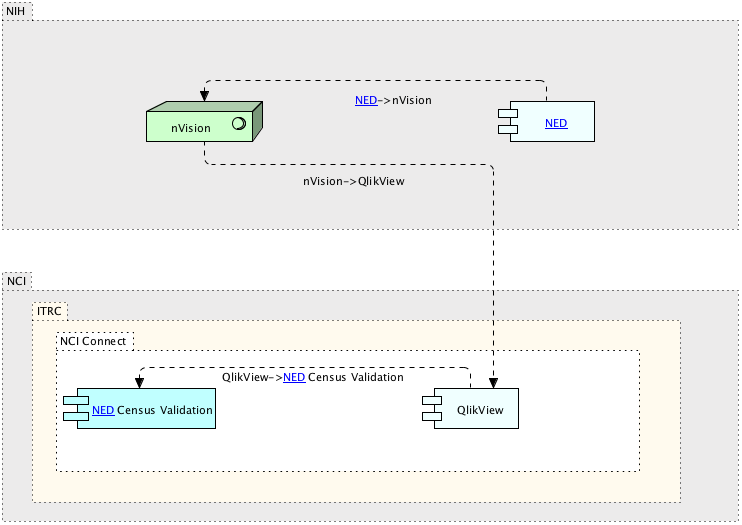 NIH
NED->nVision
nVision
NED
nVision->QlikView
NCI
ITRC
NCI Connect
QlikView->NED Census Validation
NED Census Validation
QlikView